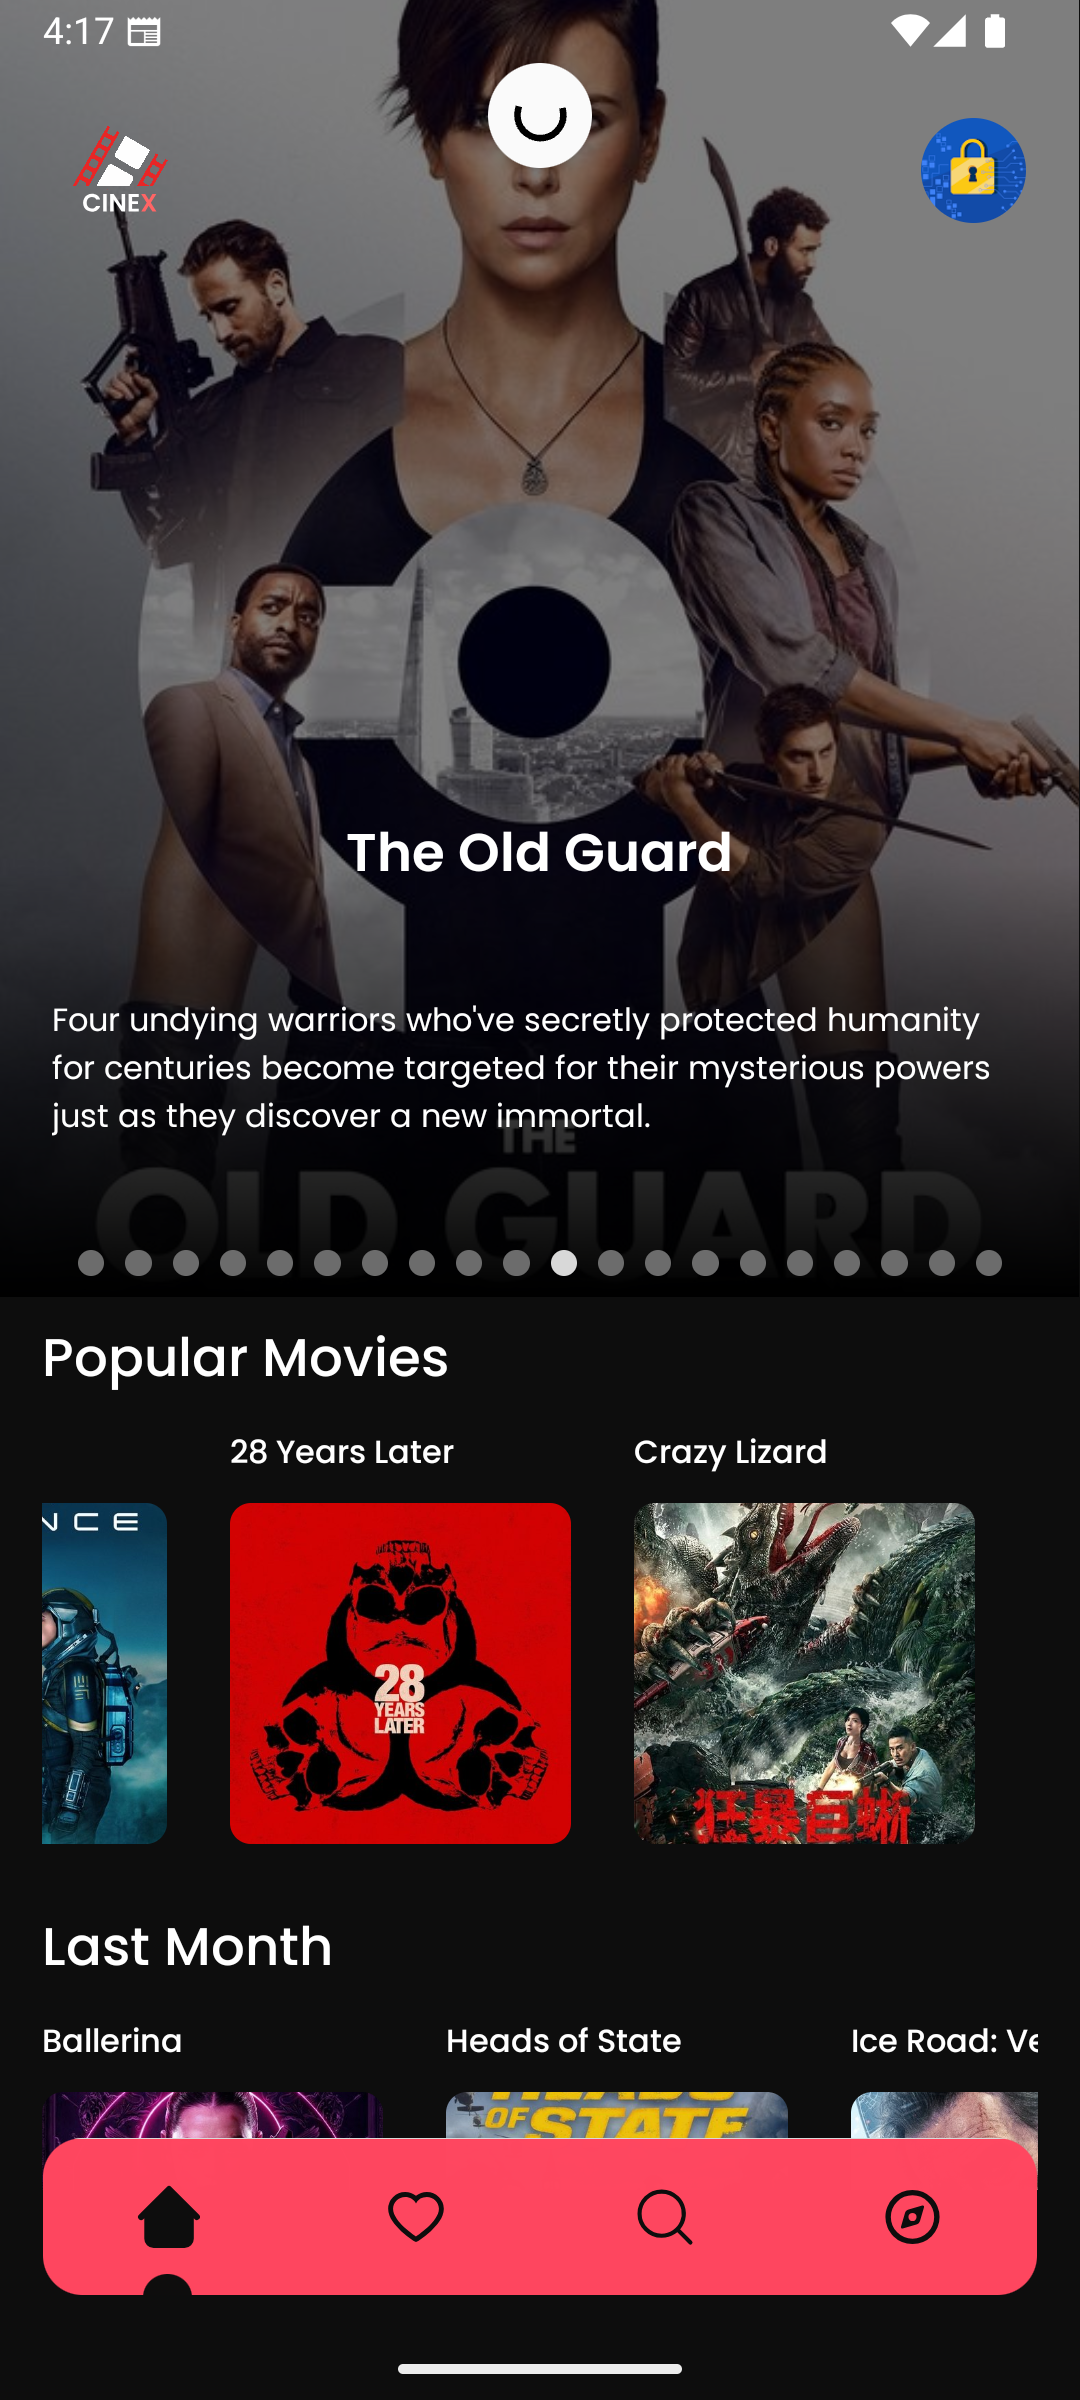 4:17
CINEX
The Old Guard
Four undying warriors who've secretly protected humanity
for centuries become targeted for their mysterious powers
just as they discover a new immortal.
THE
OLD GUARD
Popular Movies
28 Years Later
Crazy Lizard
NCE
28
YEARS
LATER
狂暴巨蜥
Last Month
Ballerina
Heads of State
Ice Road: Ve
HEADS
OF STATE